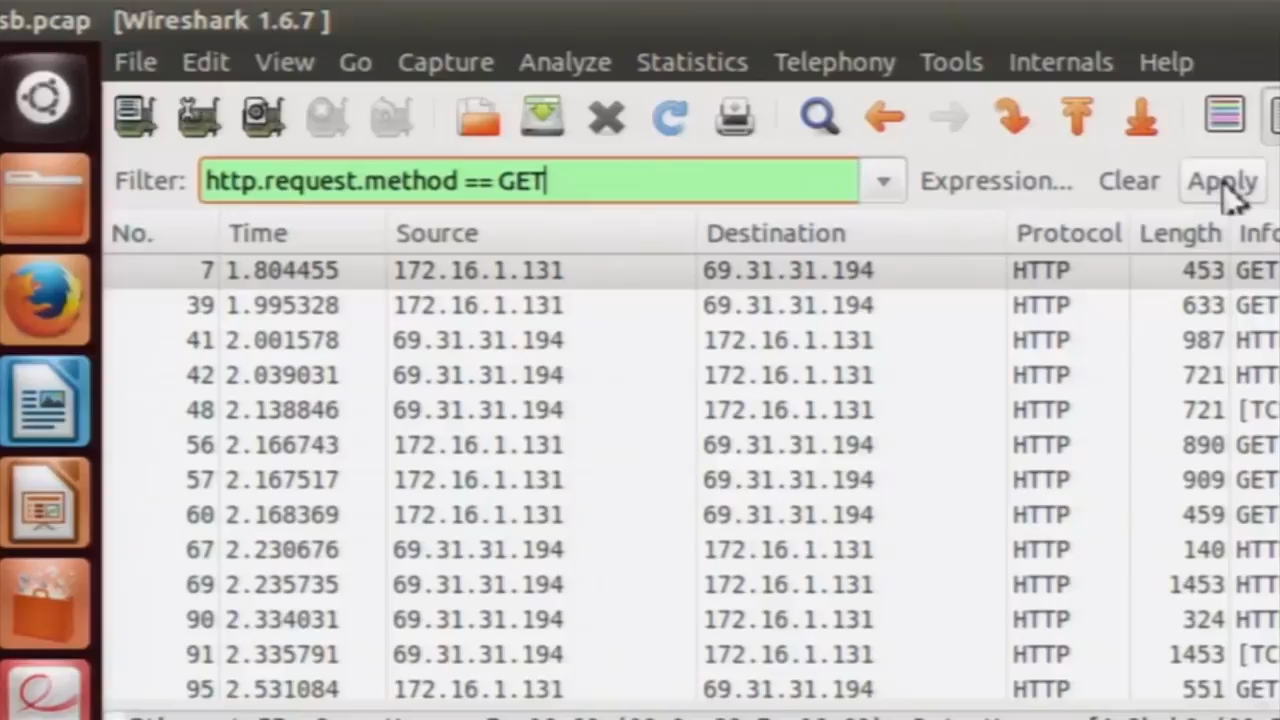 sb.pcap [Wireshark 1.6.7 ]
File Edit View Go Capture Analyze Statistics Telephony Tools Internals Help
Filter: http.request.method == GET Expression... Clear Apply
No. Time Source Destination Protocol Length Info
7 1.804455 172.16.1.131 69.31.31.194 HTTP 453 GET
39 1.995328 172.16.1.131 69.31.31.194 HTTP 633 GET
41 2.001578 69.31.31.194 172.16.1.131 HTTP 987 HTT
42 2.039031 69.31.31.194 172.16.1.131 HTTP 721 HTT
48 2.138846 69.31.31.194 172.16.1.131 HTTP 721 [TC
56 2.166743 172.16.1.131 69.31.31.194 HTTP 890 GET
57 2.167517 172.16.1.131 69.31.31.194 HTTP 909 GET
60 2.168369 172.16.1.131 69.31.31.194 HTTP 459 GET
67 2.230676 69.31.31.194 172.16.1.131 HTTP 140 HTT
69 2.235735 69.31.31.194 172.16.1.131 HTTP 1453 HTT
90 2.334031 69.31.31.194 172.16.1.131 HTTP 324 HTT
91 2.335791 69.31.31.194 172.16.1.131 HTTP 1453 [TC
95 2.531084 172.16.1.131 69.31.31.194 HTTP 551 GET